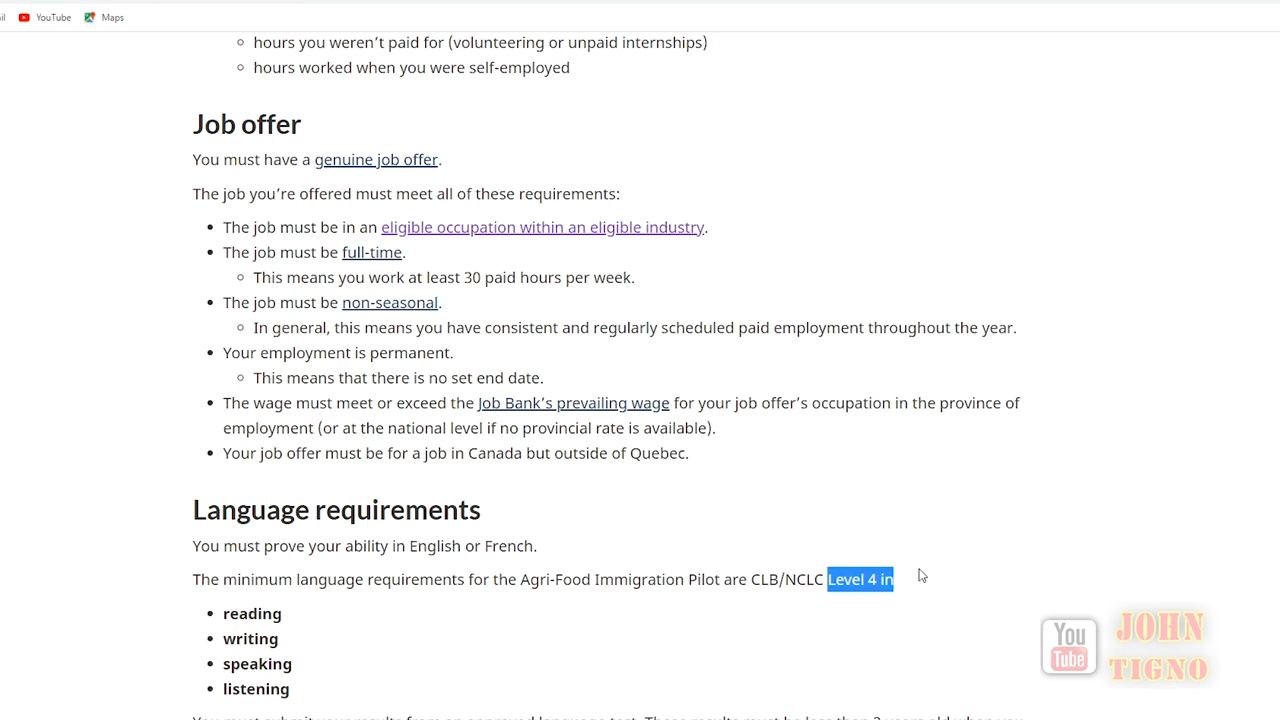 YouTube Maps
hours you weren't paid for (volunteering or unpaid internships)
hours worked when you were self-employed
Job offer
You must have a genuine job offer.
The job you're offered must meet all of these requirements:
The job must be in an eligible occupation within an eligible industry.
The job must be full-time.
This means you work at least 30 paid hours per week.
The job must be non-seasonal.
In general, this means you have consistent and regularly scheduled paid employment throughout the year.
Your employment is permanent.
This means that there is no set end date.
The wage must meet or exceed the Job Bank's prevailing wage for your job offer's occupation in the province of
employment (or at the national level if no provincial rate is available).
Your job offer must be for a job in Canada but outside of Quebec.
Language requirements
You must prove your ability in English or French.
The minimum language requirements for the Agri-Food Immigration Pilot are CLB/NCLC Level 4 in
reading
writing
speaking
listening
You Tube
JOHN
TIGNO